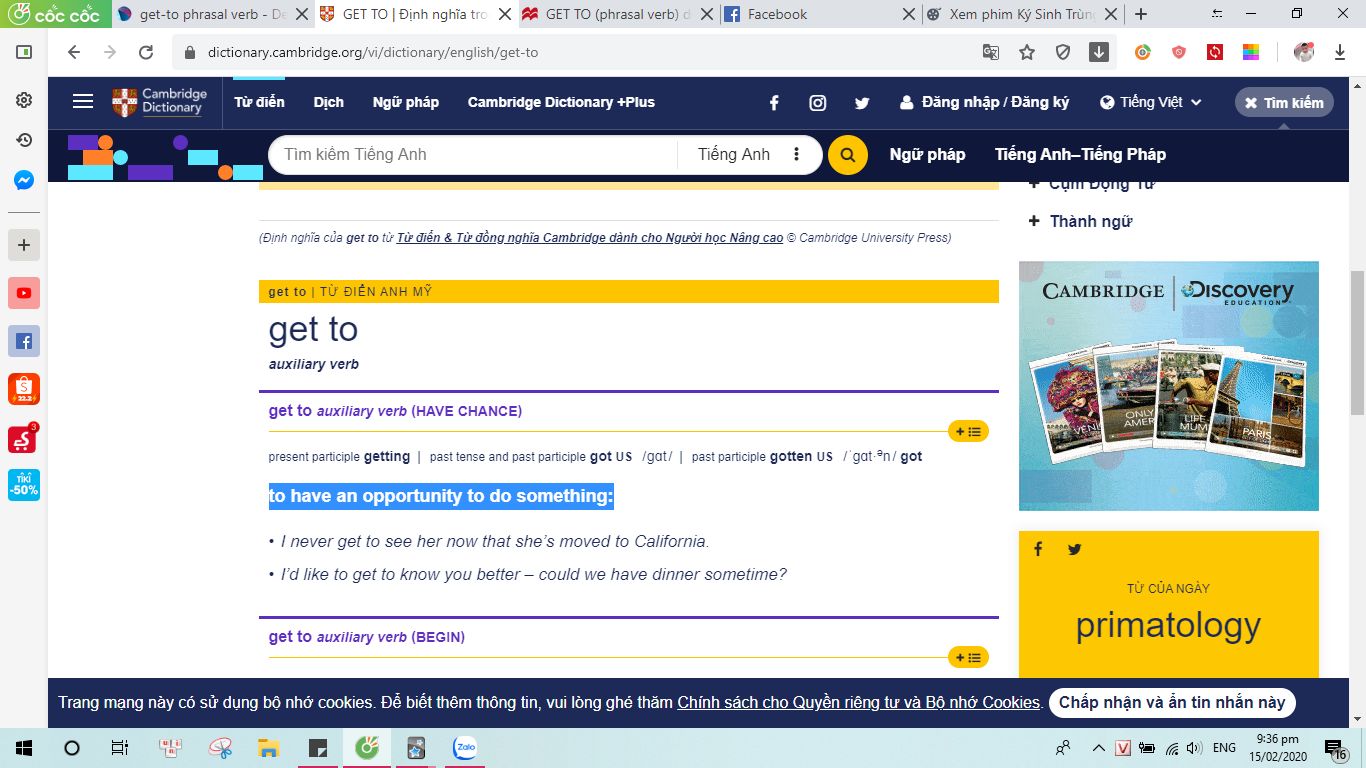 cốc cốc
get-to phrasal verb - De
GET TO | Định nghĩa tro
GET TO (phrasal verb) d
Facebook
Xem phim Ký Sinh Trùng
dictionary.cambridge.org/vi/dictionary/english/get-to
Cambridge
Dictionary
Từ điển
Dịch
Ngữ pháp
Cambridge Dictionary +Plus
Đăng nhập / Đăng ký
Tiếng Việt
Tìm kiếm
Tìm kiếm Tiếng Anh
Tiếng Anh
Ngữ pháp
Tiếng Anh–Tiếng Pháp
Cụm Động Từ
Thành ngữ
(Định nghĩa của get to từ Từ điển & Từ đồng nghĩa Cambridge dành cho Người học Nâng cao © Cambridge University Press)
get to | TỪ ĐIỂN ANH MỸ
get to
auxiliary verb
get to auxiliary verb (HAVE CHANCE)
present participle getting | past tense and past participle got US /ɡɑt/ | past participle gotten US /ˈɡɑt·ᵊn/ got
to have an opportunity to do something:
• I never get to see her now that she's moved to California.
• I'd like to get to know you better – could we have dinner sometime?
get to auxiliary verb (BEGIN)
CAMBRIDGE
Discovery
EDUCATION
ONLY
AMER
LIFE
MUM
PARIS
TỪ CỦA NGÀY
primatology
22.2
3
TIKI
-50%
Trang mạng này có sử dụng bộ nhớ cookies. Để biết thêm thông tin, vui lòng ghé thăm Chính sách cho Quyền riêng tư và Bộ nhớ Cookies.
Chấp nhận và ẩn tin nhắn này
Zalo
V
ENG
9:36 pm
15/02/2020
16